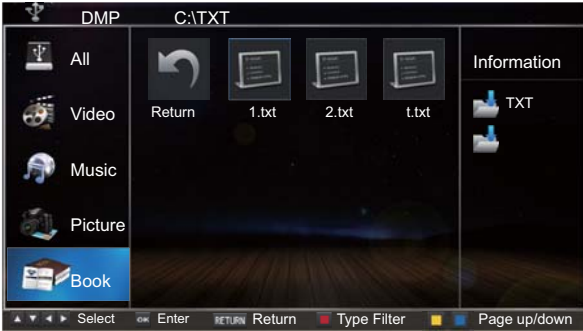 DMP C:\TXT
All
Video
Music
Picture
Book
Return 1.txt 2.txt t.txt
Information
TXT
Select OK Enter RETURN Return Type Filter Page up/down